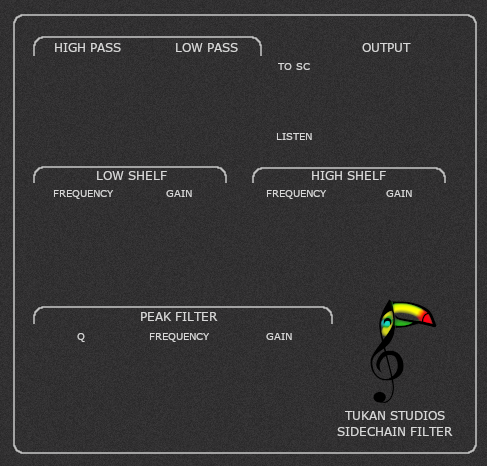 HIGH PASS LOW PASS OUTPUT
TO SC
LISTEN
LOW SHELF HIGH SHELF
FREQUENCY GAIN FREQUENCY GAIN
PEAK FILTER
Q FREQUENCY GAIN
TUKAN STUDIOS
SIDECHAIN FILTER